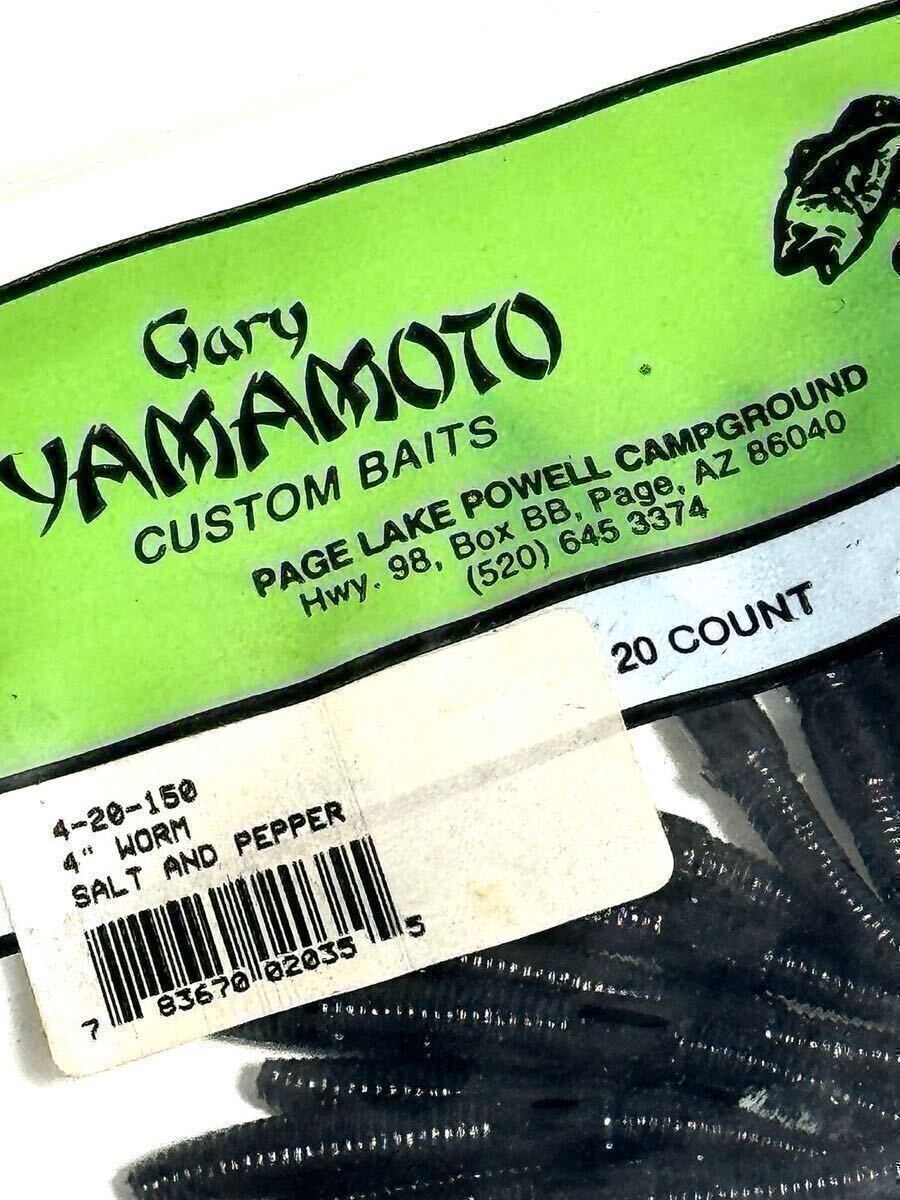 Gary
YAMAMOTO
CUSTOM BAITS
PAGE LAKE POWELL CAMPGROUND
Hwy. 98, Box BB, Page, AZ 86040
(520) 645 3374
20 COUNT
4-20-150
4" WORM
SALT AND PEPPER
7 83670 02035 5